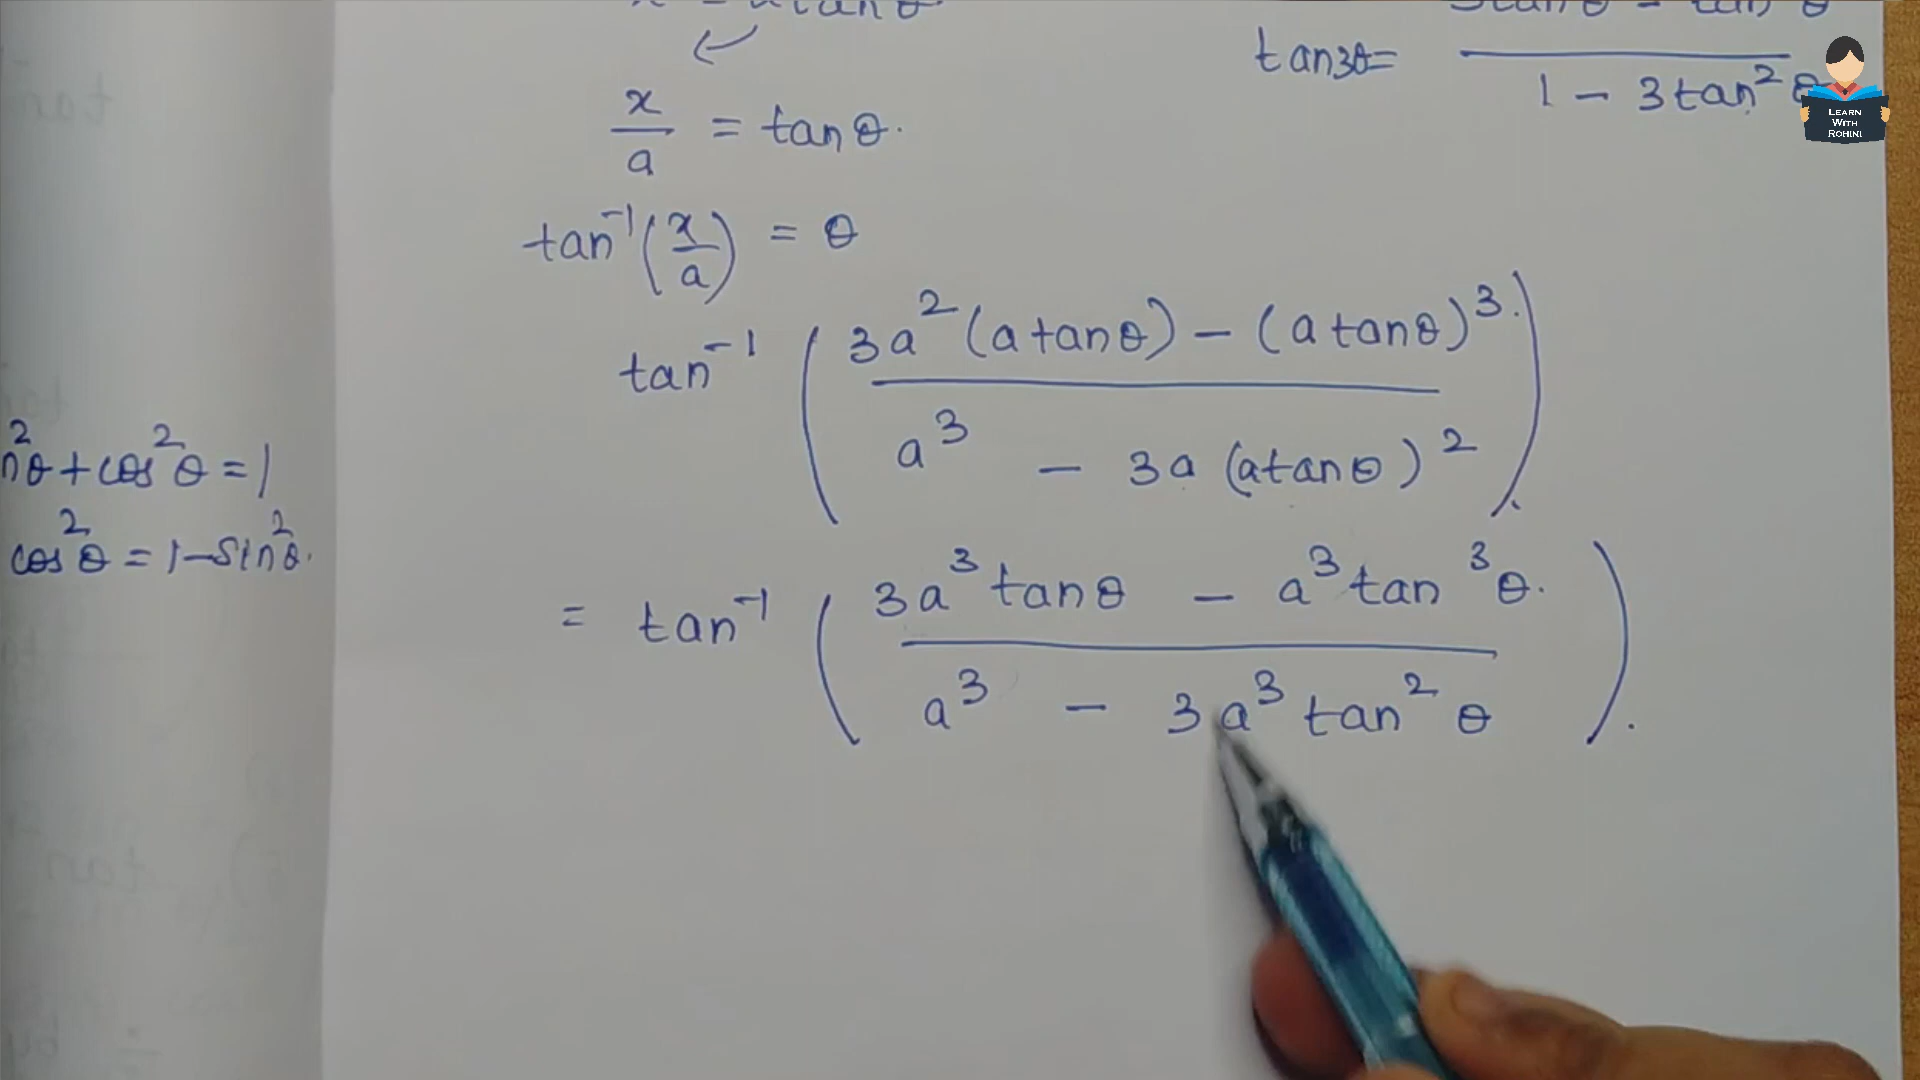 x/a = tanθ.
tan3θ = 
1 - 3tan²θ
LEARN
WITH
ROHINI
tan⁻¹(x/a) = θ
tan⁻¹ ( 3a²(a tanθ) - (a tanθ)³. / a³ - 3a (a tanθ)² ).
= tan⁻¹ ( 3a³ tanθ - a³ tan³θ. / a³ - 3a³ tan²θ ).
²θ + cos²θ = 1
cos²θ = 1 - sin²θ.